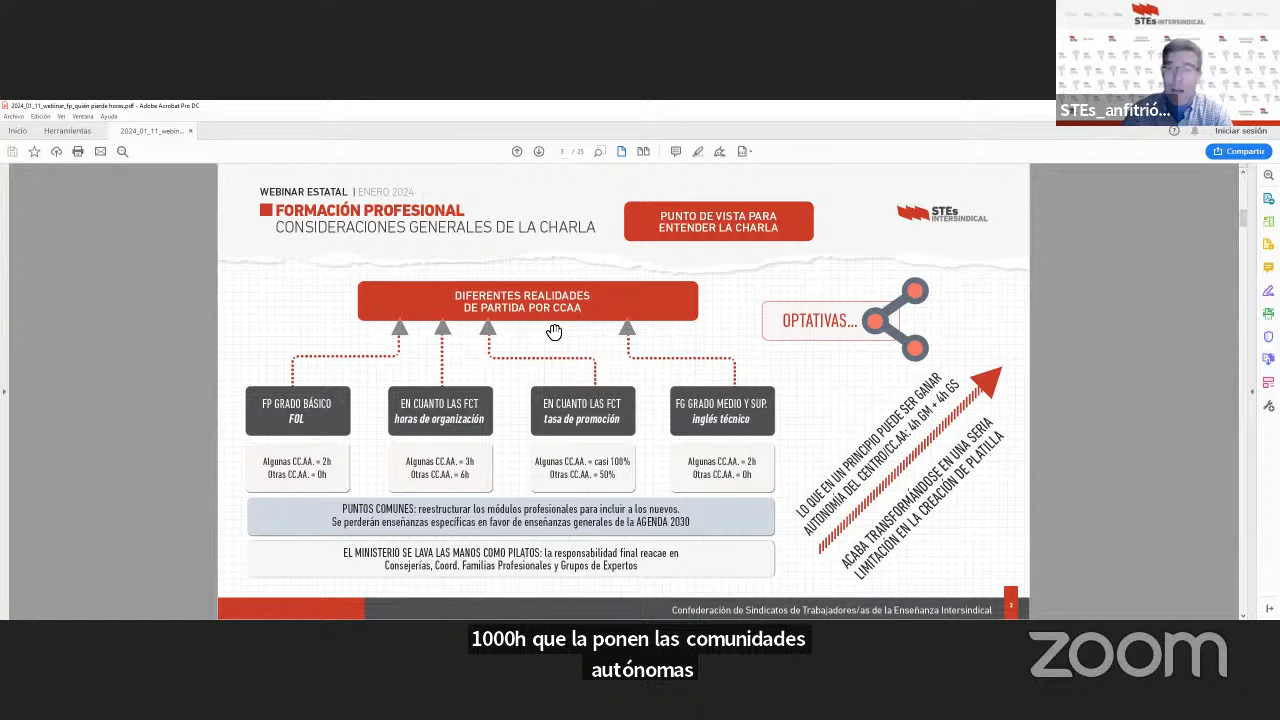 STEs-INTERSINDICAL
STEs_anfitrió...
2024_01_11_webinar_fp_quién pierde horas.pdf - Adobe Acrobat Pro DC
Archivo Edición Ver Ventana Ayuda
Inicio Herramientas 2024_01_11_webin... ×
Iniciar sesión
3 / 25
Compartir
WEBINAR ESTATAL | ENERO 2024
FORMACIÓN PROFESIONAL
CONSIDERACIONES GENERALES DE LA CHARLA
PUNTO DE VISTA PARA
ENTENDER LA CHARLA
STEs
INTERSINDICAL
DIFERENTES REALIDADES
DE PARTIDA POR CCAA
OPTATIVAS...
FP GRADO BÁSICO
FOL
EN CUANTO LAS FCT
horas de organización
EN CUANTO LAS FCT
tasa de promoción
FG GRADO MEDIO Y SUP.
inglés técnico
Algunas CC.AA. = 2h
Otras CC.AA. = 0h
Algunas CC.AA. = 3h
Otras CC.AA. = 6h
Algunas CC.AA. = casi 100%
Otras CC.AA. = 50%
Algunas CC.AA. = 2h
Otras CC.AA. = 0h
LO QUE EN UN PRINCIPIO PUEDE SER GANAR
AUTONOMÍA DEL CENTRO/CC.AA: 4h GM + 4h GS
ACABA TRANSFORMÁNDOSE EN UNA SERIA
LIMITACIÓN EN LA CREACIÓN DE PLATILLA
PUNTOS COMUNES: reestructurar los módulos profesionales para incluir a los nuevos.
Se perderán enseñanzas específicas en favor de enseñanzas generales de la AGENDA 2030
EL MINISTERIO SE LAVA LAS MANOS COMO PILATOS: la responsabilidad final reacae en
Consejerías, Coord. Familias Profesionales y Grupos de Expertos
Confederación de Sindicatos de Trabajadores/as de la Enseñanza Intersindical
3
1000h que la ponen las comunidades
autónomas
zoom